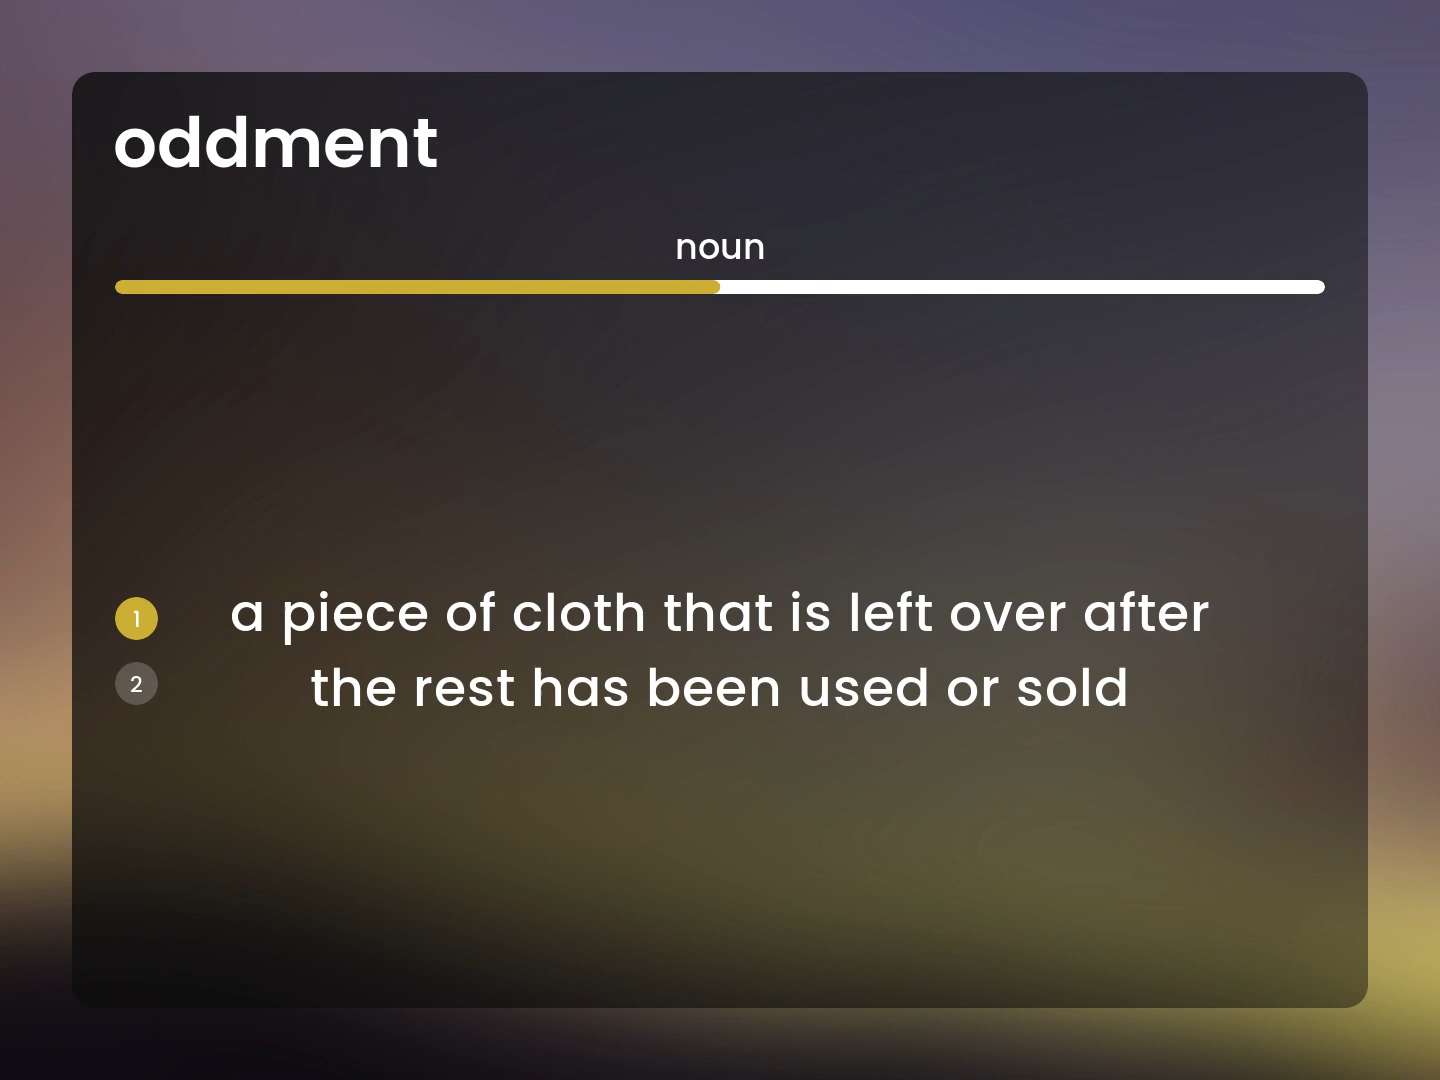 oddment
noun
1
a piece of cloth that is left over after
2
the rest has been used or sold